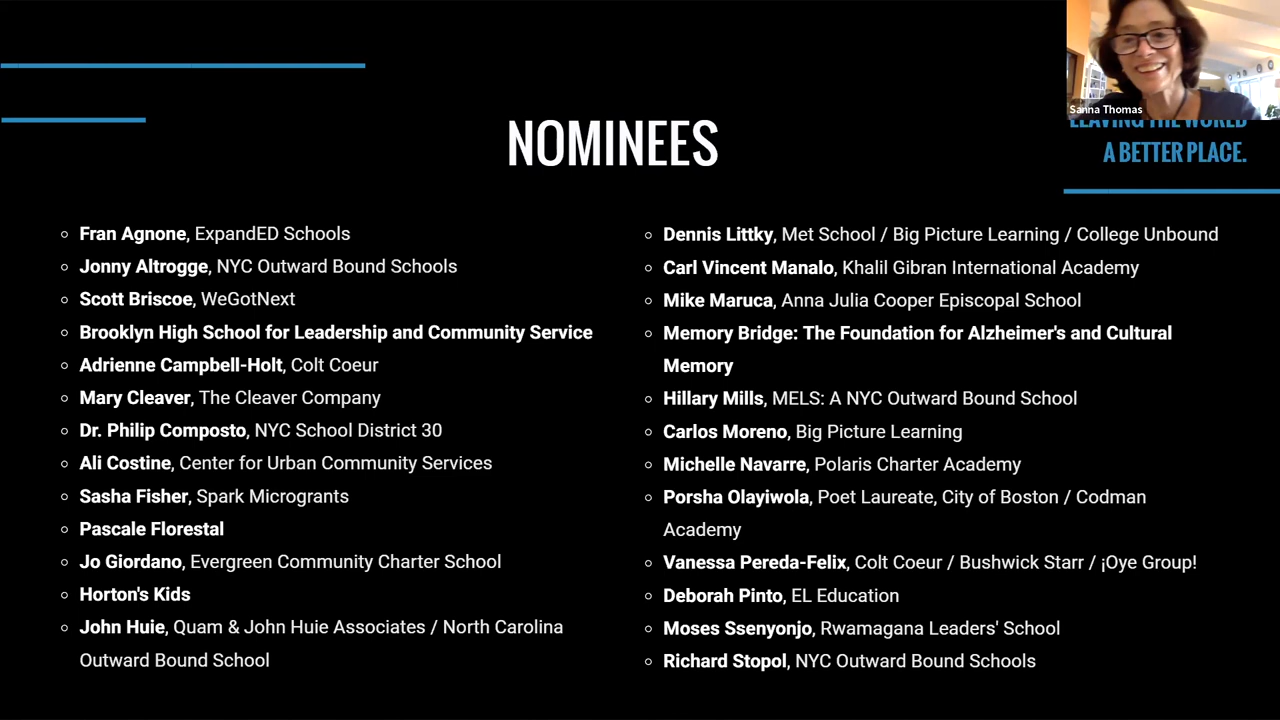 Sanna Thomas
LEAVING THE WORLD
A BETTER PLACE.
NOMINEES
Fran Agnone, ExpandED Schools
Jonny Altrogge, NYC Outward Bound Schools
Scott Briscoe, WeGotNext
Brooklyn High School for Leadership and Community Service
Adrienne Campbell-Holt, Colt Coeur
Mary Cleaver, The Cleaver Company
Dr. Philip Composto, NYC School District 30
Ali Costine, Center for Urban Community Services
Sasha Fisher, Spark Microgrants
Pascale Florestal
Jo Giordano, Evergreen Community Charter School
Horton's Kids
John Huie, Quam & John Huie Associates / North Carolina
Outward Bound School
Dennis Littky, Met School / Big Picture Learning / College Unbound
Carl Vincent Manalo, Khalil Gibran International Academy
Mike Maruca, Anna Julia Cooper Episcopal School
Memory Bridge: The Foundation for Alzheimer's and Cultural
Memory
Hillary Mills, MELS: A NYC Outward Bound School
Carlos Moreno, Big Picture Learning
Michelle Navarre, Polaris Charter Academy
Porsha Olayiwola, Poet Laureate, City of Boston / Codman
Academy
Vanessa Pereda-Felix, Colt Coeur / Bushwick Starr / ¡Oye Group!
Deborah Pinto, EL Education
Moses Ssenyonjo, Rwamagana Leaders' School
Richard Stopol, NYC Outward Bound Schools